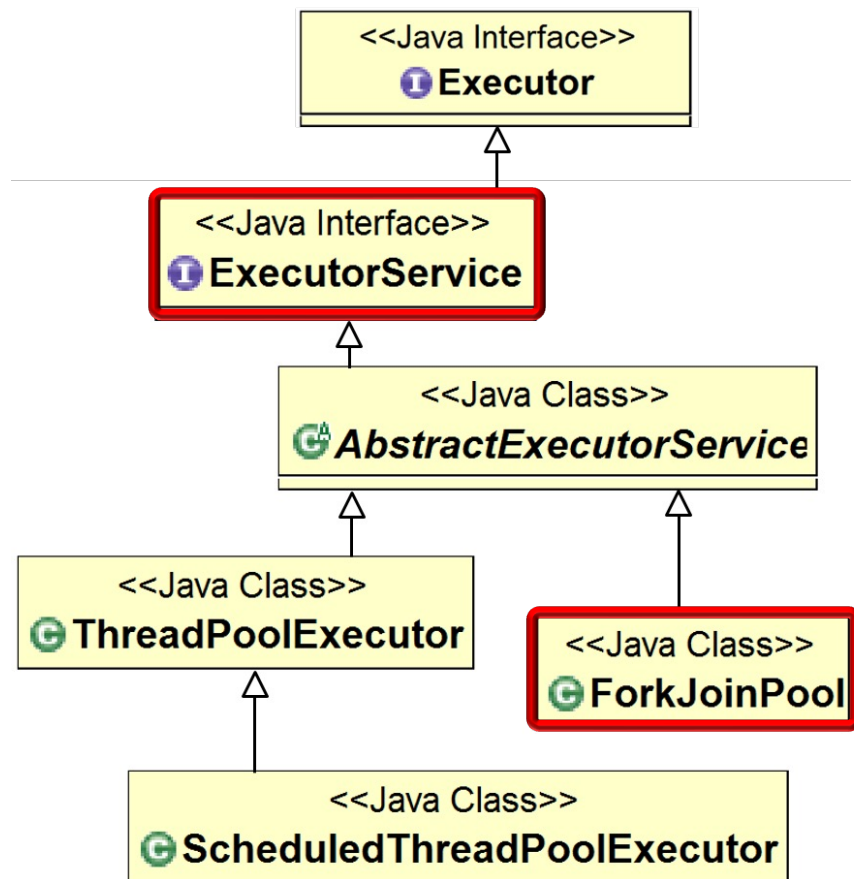 <<Java Interface>>
Executor
<<Java Interface>>
ExecutorService
<<Java Class>>
AbstractExecutorService
<<Java Class>>
ThreadPoolExecutor
<<Java Class>>
ForkJoinPool
<<Java Class>>
ScheduledThreadPoolExecutor